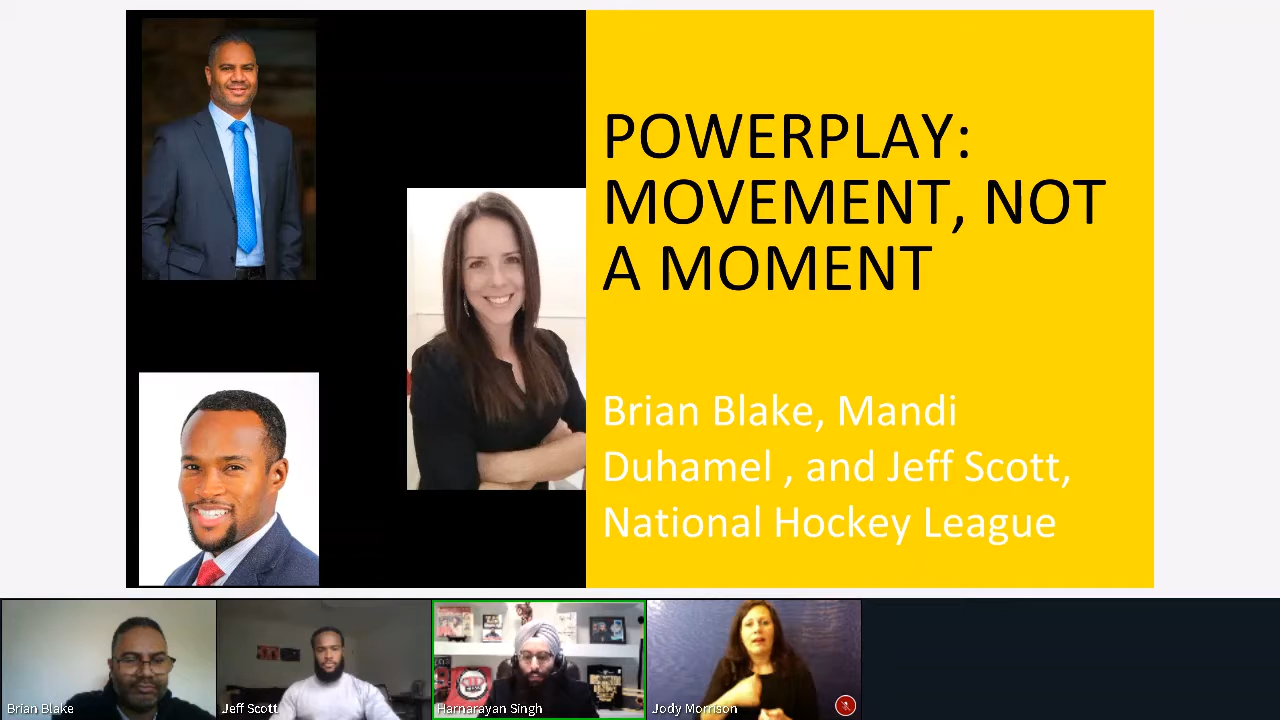 POWERPLAY:
MOVEMENT, NOT
A MOMENT
Brian Blake, Mandi
Duhamel , and Jeff Scott,
National Hockey League
Brian Blake
Jeff Scott
Harnarayan Singh
Jody Morrison